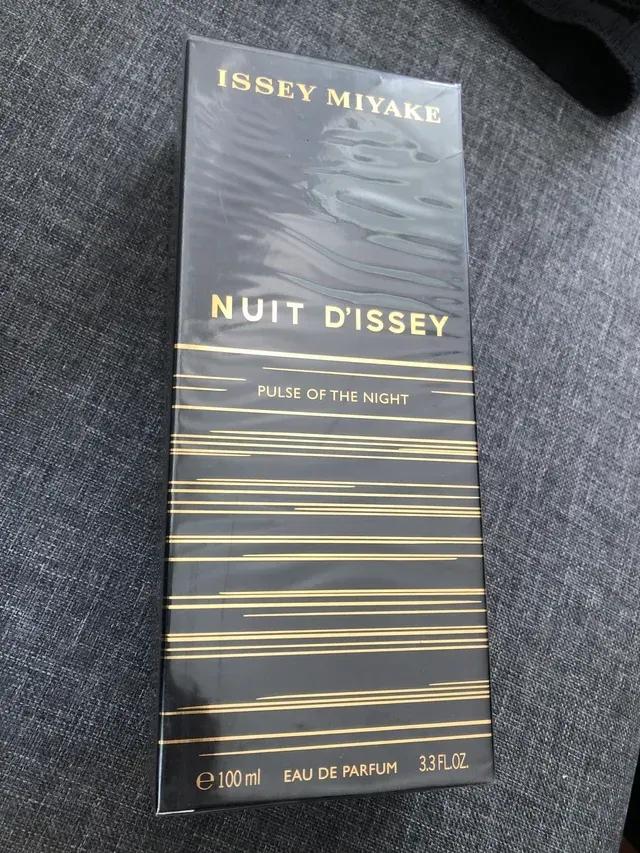 ISSEY MIYAKE
NUIT D'ISSEY
PULSE OF THE NIGHT
℮ 100 ml EAU DE PARFUM 3.3 FL.OZ.